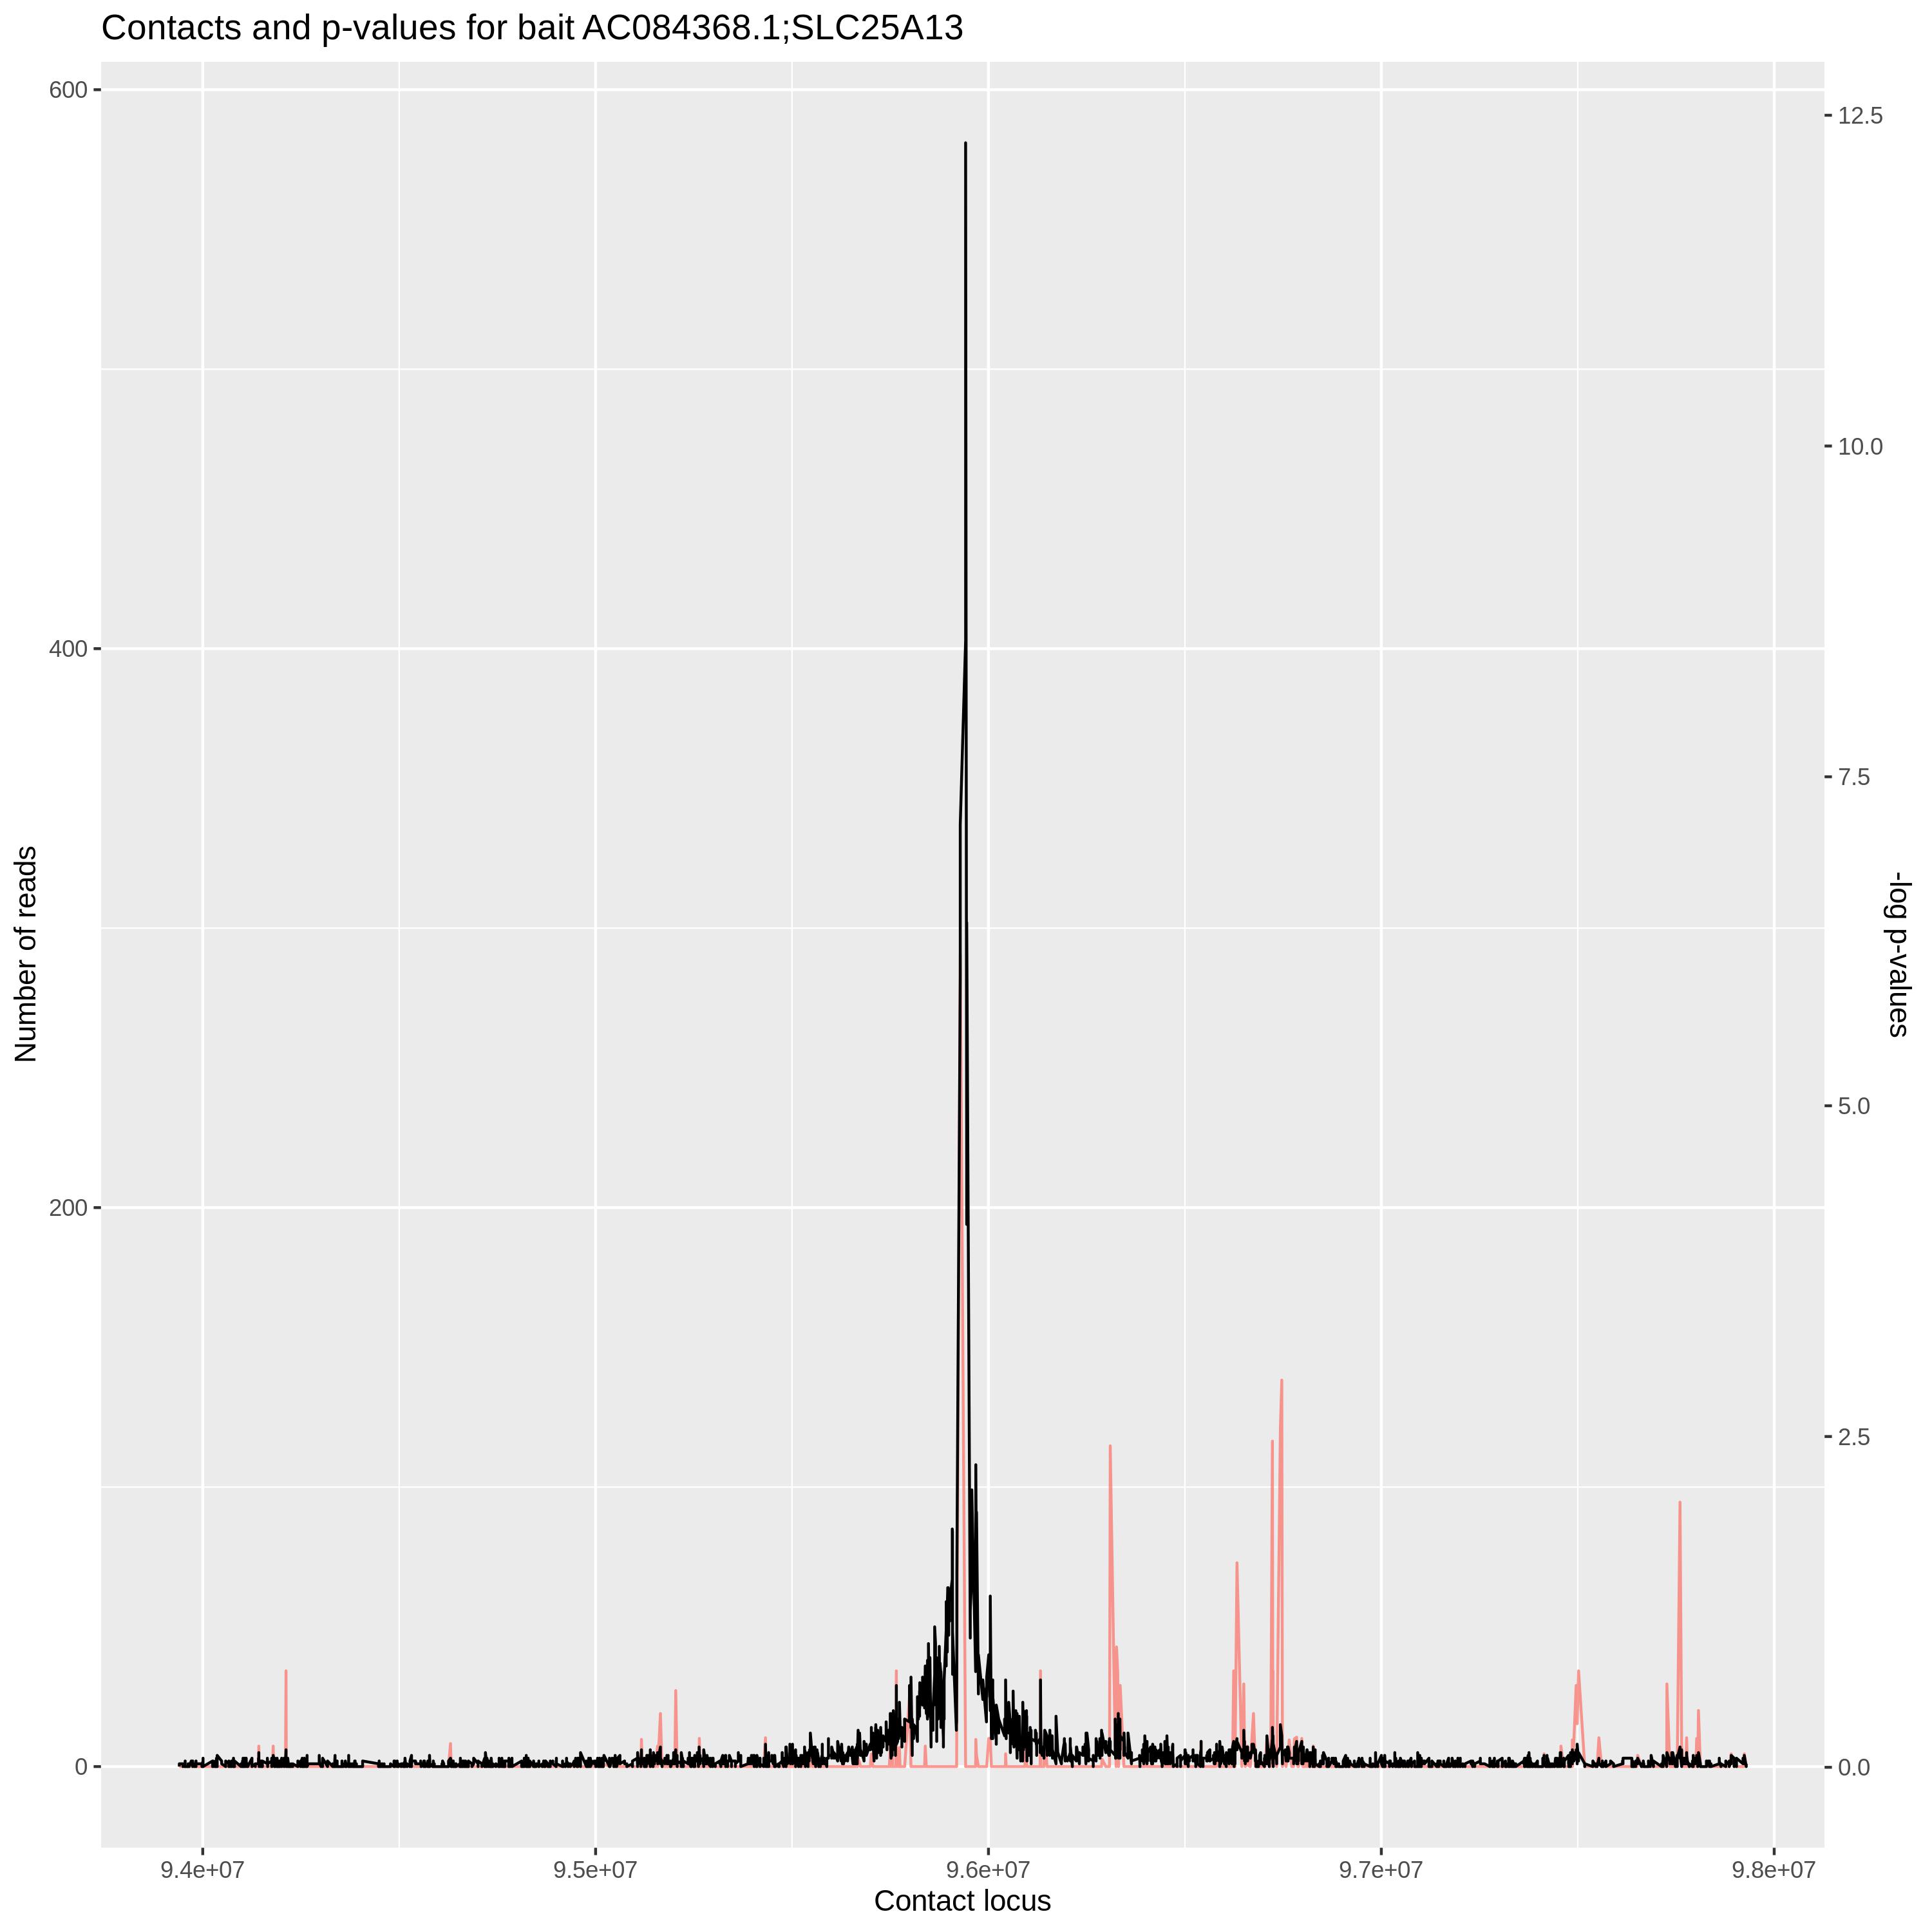 Contacts and p-values for bait AC084368.1;SLC25A13
600
400
200
0
Number of reads
12.5
10.0
7.5
5.0
2.5
0.0
-log p-values
9.4e+07
9.5e+07
9.6e+07
9.7e+07
9.8e+07
Contact locus